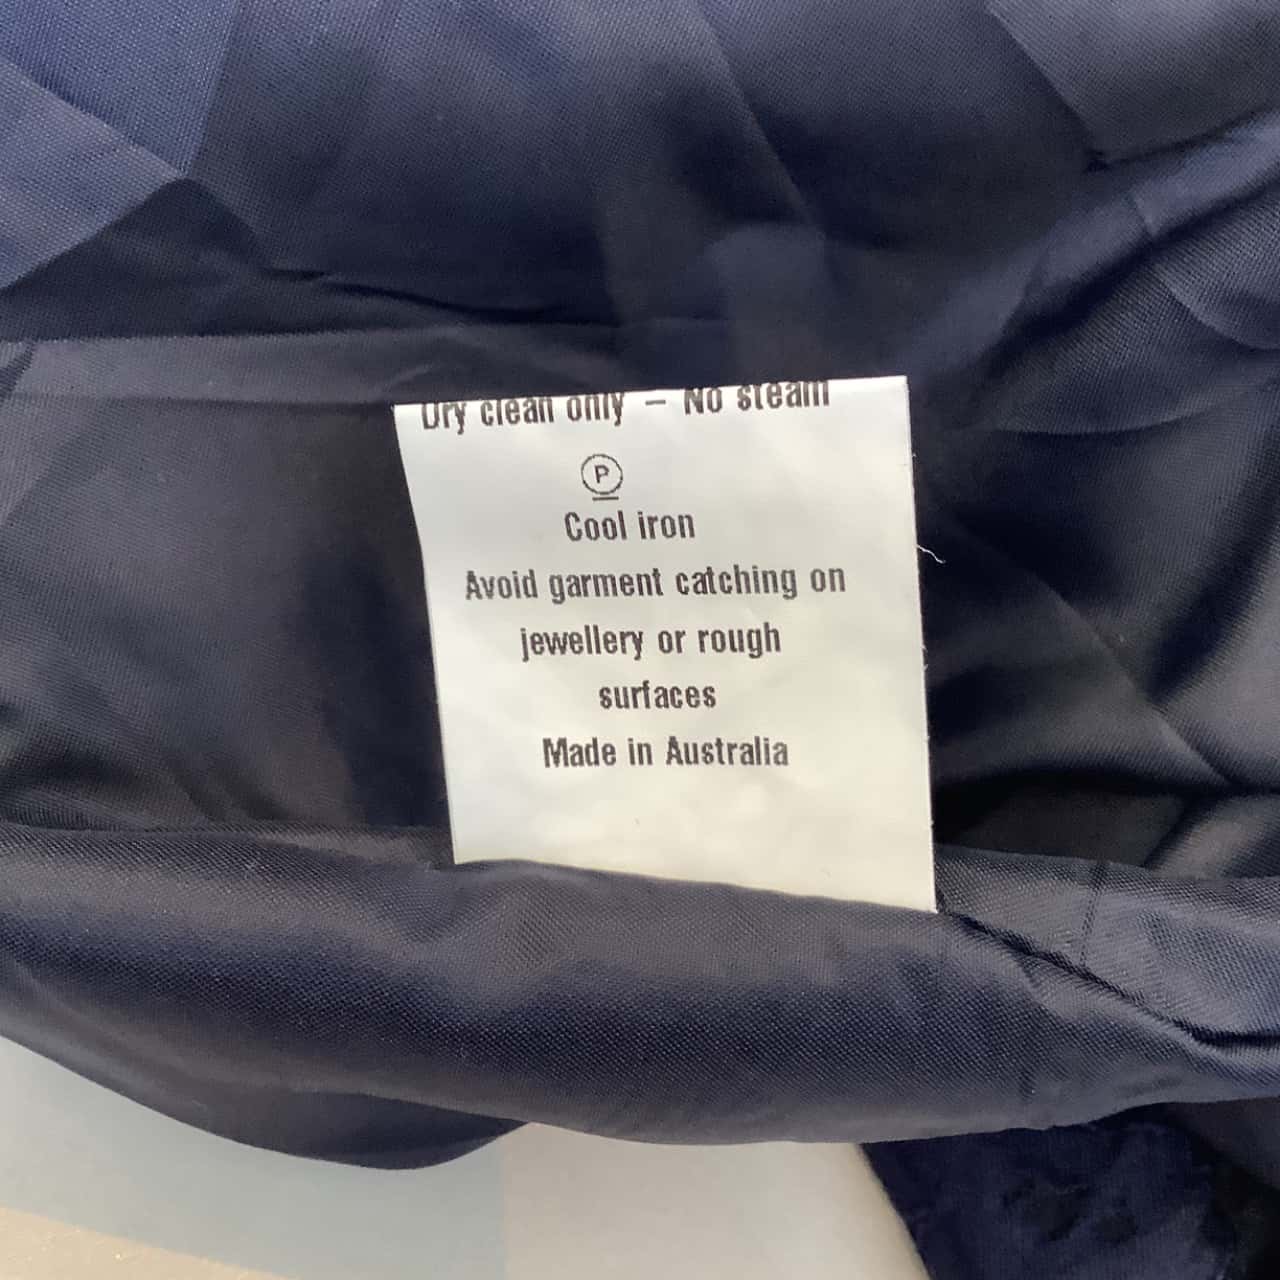 Dry clean only – No steam
P
Cool iron
Avoid garment catching on
jewellery or rough
surfaces
Made in Australia